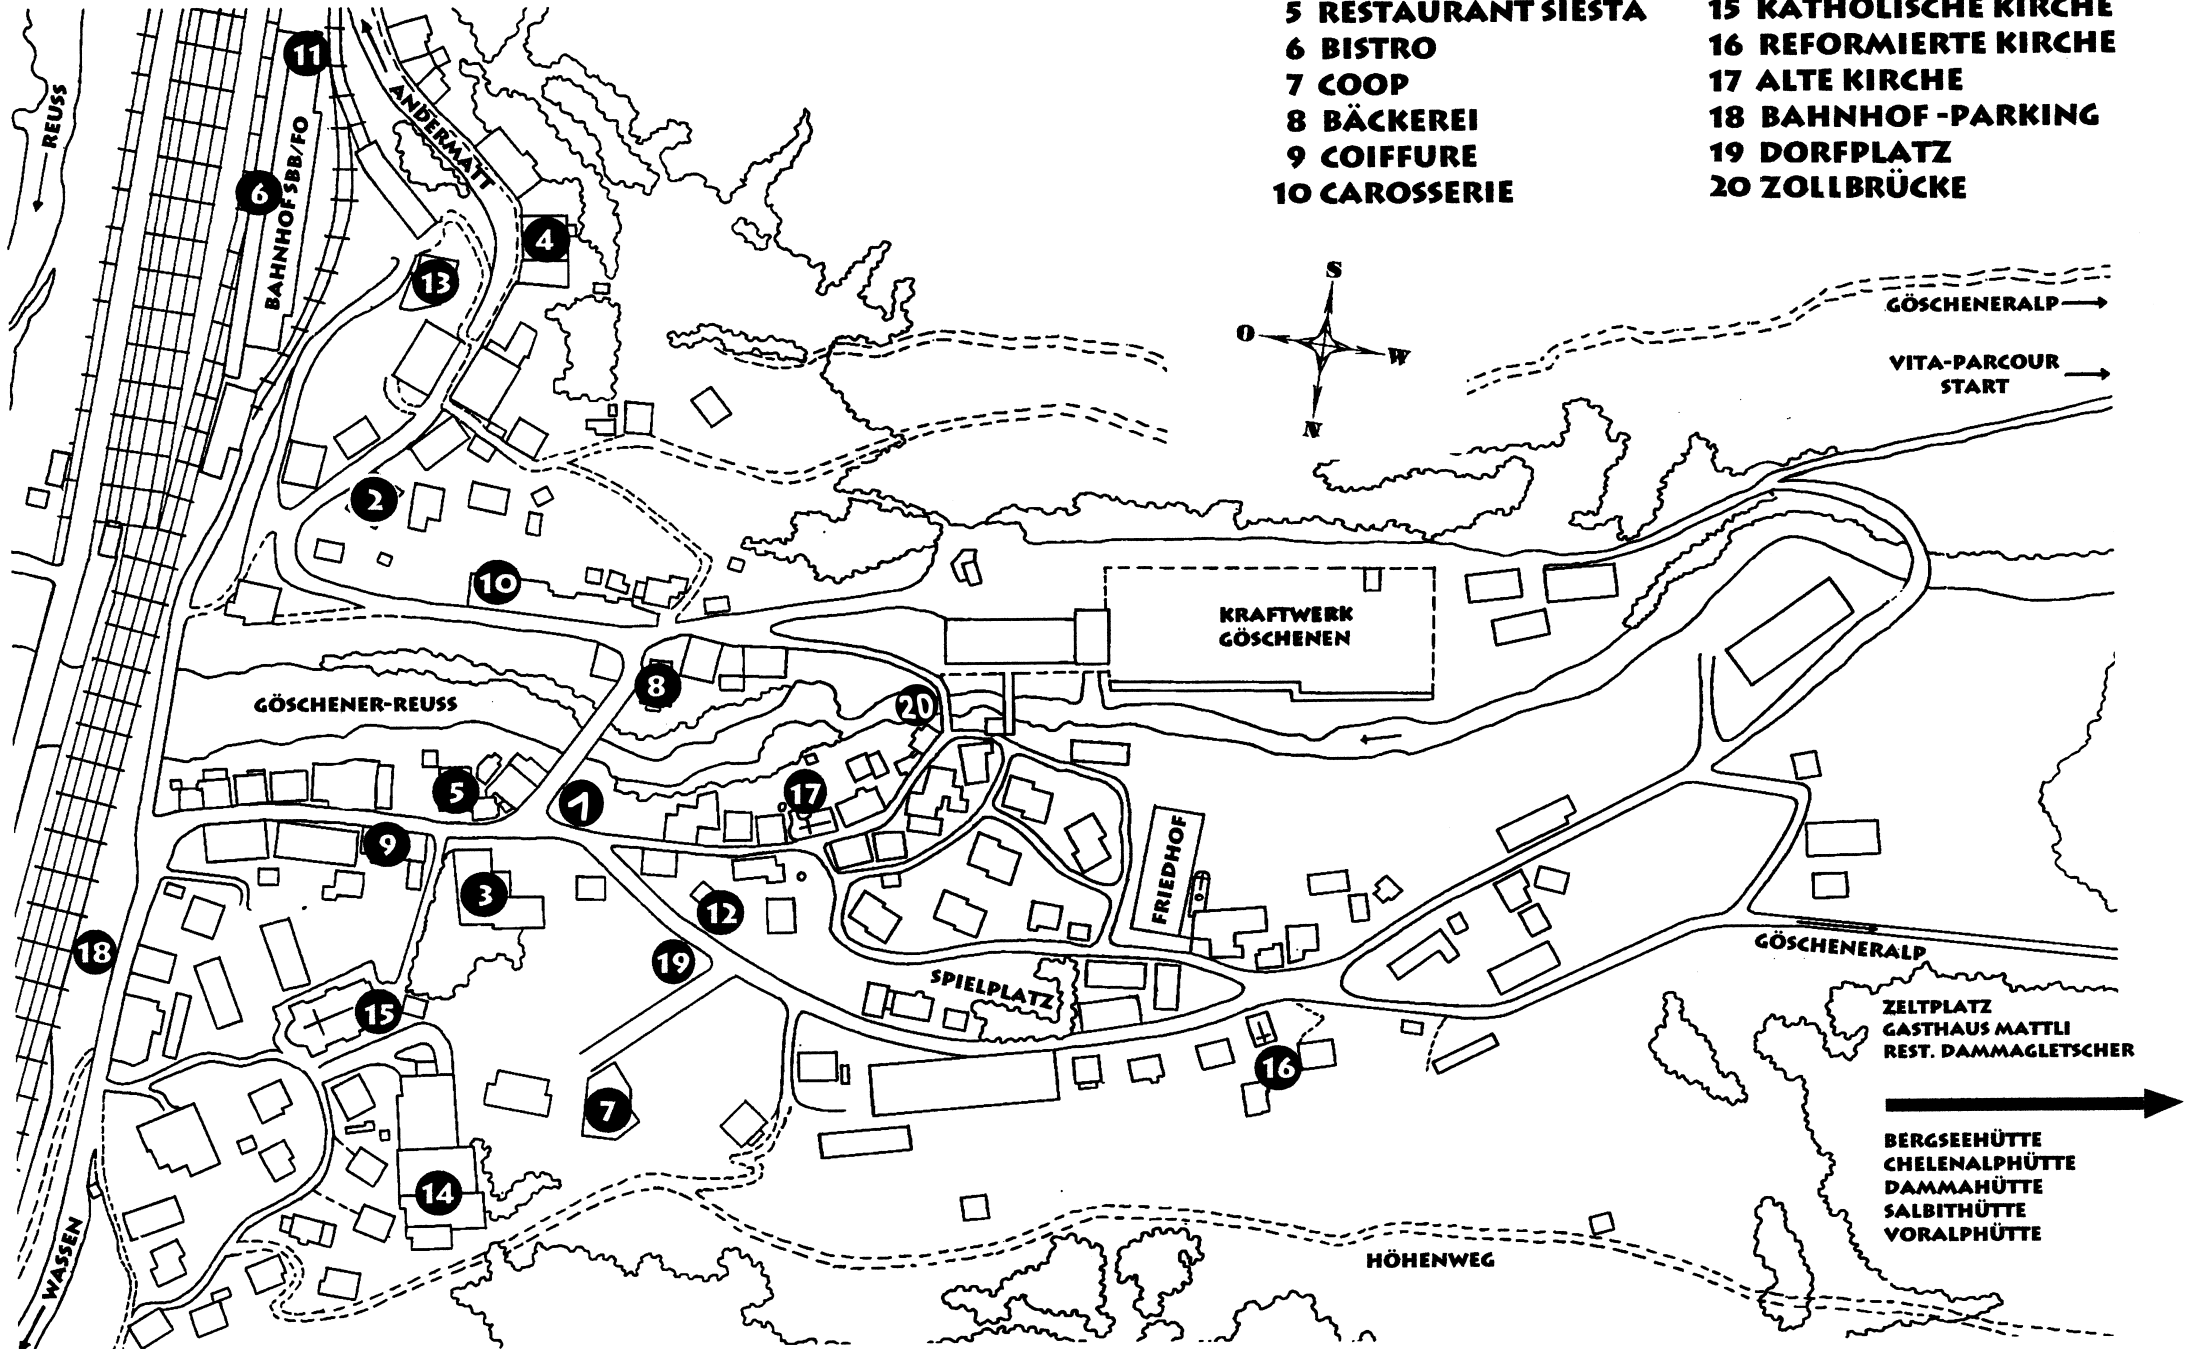 5 RESTAURANT SIESTA
6 BISTRO
7 COOP
8 BÄCKEREI
9 COIFFURE
10 CAROSSERIE
15 KATHOLISCHE KIRCHE
16 REFORMIERTE KIRCHE
17 ALTE KIRCHE
18 BAHNHOF-PARKING
19 DORFPLATZ
20 ZOLLBRÜCKE
11
REUSS
ANDERMATT
6
BAHNHOF SBB/FO
4
13
S
O
W
N
GÖSCHENERALP
VITA-PARCOUR
START
2
10
KRAFTWERK
GÖSCHENEN
8
GÖSCHENER-REUSS
20
5
1
17
9
FRIEDHOF
3
12
18
19
GÖSCHENERALP
SPIELPLATZ
15
ZELTPLATZ
GASTHAUS MATTLI
REST. DAMMAGLETSCHER
16
7
BERGSEEHÜTTE
CHELENALPHÜTTE
DAMMAHÜTTE
SALBITHÜTTE
VORALPHÜTTE
14
WASSEN
HÖHENWEG